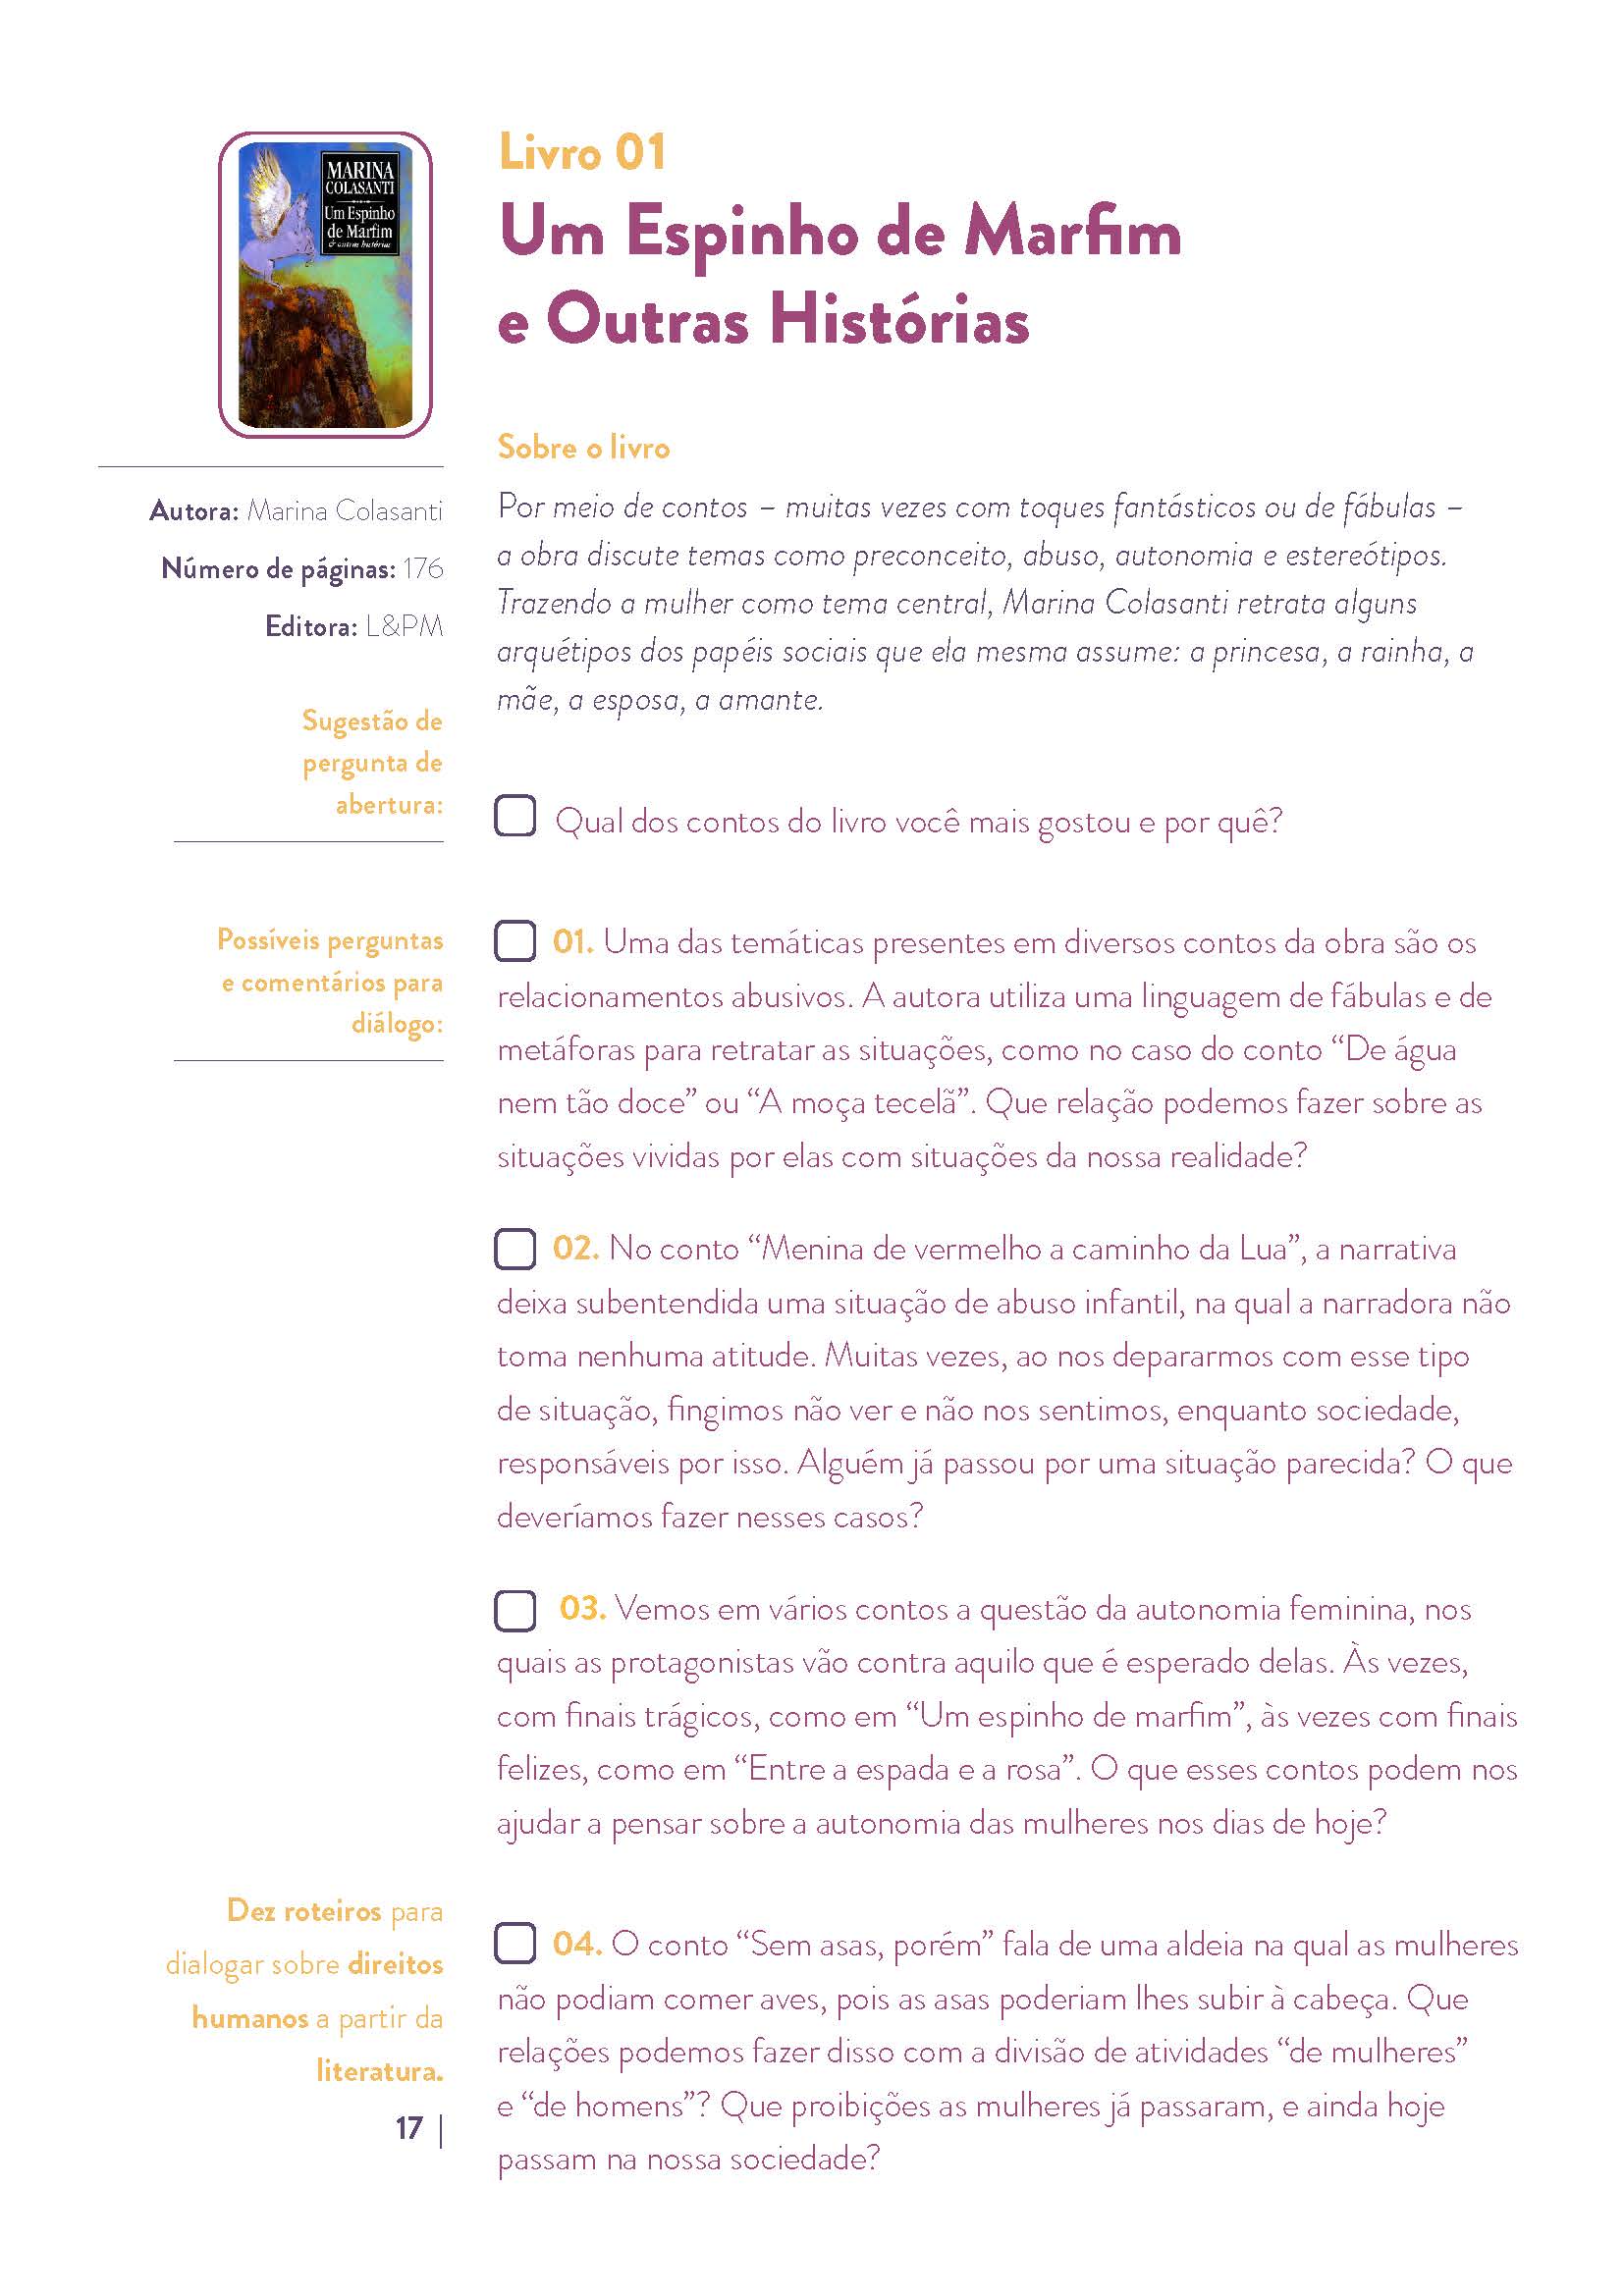 MARINA
COLASANTI
Um Espinho
de Marfim
& outras histórias
Livro 01
Um Espinho de Marfim
e Outras Histórias
Autora: Marina Colasanti
Número de páginas: 176
Editora: L&PM
Sobre o livro
Por meio de contos – muitas vezes com toques fantásticos ou de fábulas –
a obra discute temas como preconceito, abuso, autonomia e estereótipos.
Trazendo a mulher como tema central, Marina Colasanti retrata alguns
arquétipos dos papéis sociais que ela mesma assume: a princesa, a rainha, a
mãe, a esposa, a amante.
Sugestão de
pergunta de
abertura:
Qual dos contos do livro você mais gostou e por quê?
Possíveis perguntas
e comentários para
diálogo:
01. Uma das temáticas presentes em diversos contos da obra são os
relacionamentos abusivos. A autora utiliza uma linguagem de fábulas e de
metáforas para retratar as situações, como no caso do conto “De água
nem tão doce” ou “A moça tecelã”. Que relação podemos fazer sobre as
situações vividas por elas com situações da nossa realidade?
02. No conto “Menina de vermelho a caminho da Lua”, a narrativa
deixa subentendida uma situação de abuso infantil, na qual a narradora não
toma nenhuma atitude. Muitas vezes, ao nos depararmos com esse tipo
de situação, fingimos não ver e não nos sentimos, enquanto sociedade,
responsáveis por isso. Alguém já passou por uma situação parecida? O que
deveríamos fazer nesses casos?
03. Vemos em vários contos a questão da autonomia feminina, nos
quais as protagonistas vão contra aquilo que é esperado delas. Às vezes,
com finais trágicos, como em “Um espinho de marfim”, às vezes com finais
felizes, como em “Entre a espada e a rosa”. O que esses contos podem nos
ajudar a pensar sobre a autonomia das mulheres nos dias de hoje?
04. O conto “Sem asas, porém” fala de uma aldeia na qual as mulheres
não podiam comer aves, pois as asas poderiam lhes subir à cabeça. Que
relações podemos fazer disso com a divisão de atividades “de mulheres”
e “de homens”? Que proibições as mulheres já passaram, e ainda hoje
passam na nossa sociedade?
Dez roteiros para
dialogar sobre direitos
humanos a partir da
literatura.
17 |